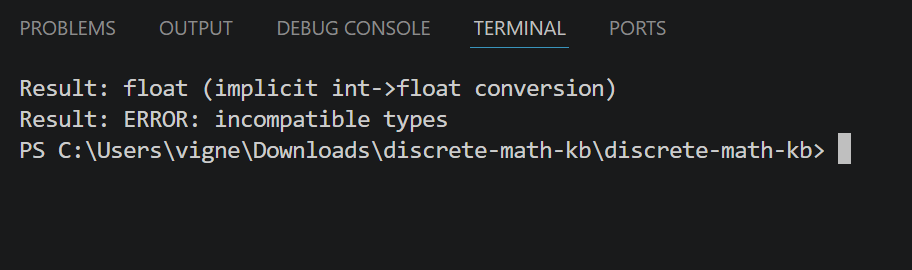 PROBLEMS OUTPUT DEBUG CONSOLE TERMINAL PORTS
Result: float (implicit int->float conversion)
Result: ERROR: incompatible types
PS C:\Users\vigne\Downloads\discrete-math-kb\discrete-math-kb>